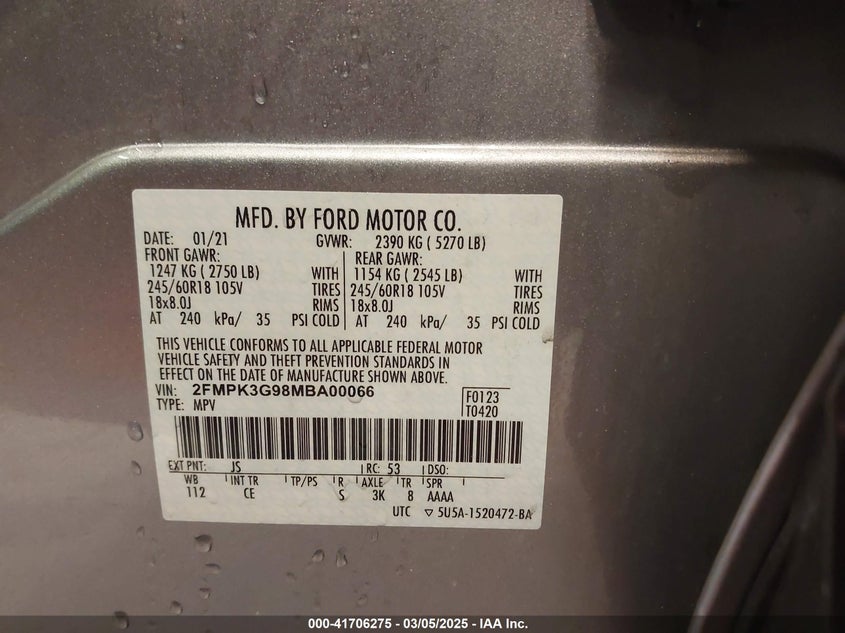 MFD. BY FORD MOTOR CO.
DATE: 01/21 GVWR: 2390 KG ( 5270 LB)
FRONT GAWR: REAR GAWR:
1247 KG ( 2750 LB) WITH 1154 KG ( 2545 LB) WITH
245/60R18 105V TIRES 245/60R18 105V TIRES
18x8.0J RIMS 18x8.0J RIMS
AT 240 kPa/ 35 PSI COLD AT 240 kPa/ 35 PSI COLD
THIS VEHICLE CONFORMS TO ALL APPLICABLE FEDERAL MOTOR
VEHICLE SAFETY AND THEFT PREVENTION STANDARDS IN
EFFECT ON THE DATE OF MANUFACTURE SHOWN ABOVE.
VIN: 2FMPK3G98MBA00066 F0123
TYPE: MPV T0420
EXT PNT: JS RC: 53 DSO:
WB INT TR TP/PS R AXLE TR SPR
112 CE S 3K 8 AAAA
UTC ▽ 5U5A-1520472-BA
000-41706275 - 03/05/2025 - IAA Inc.